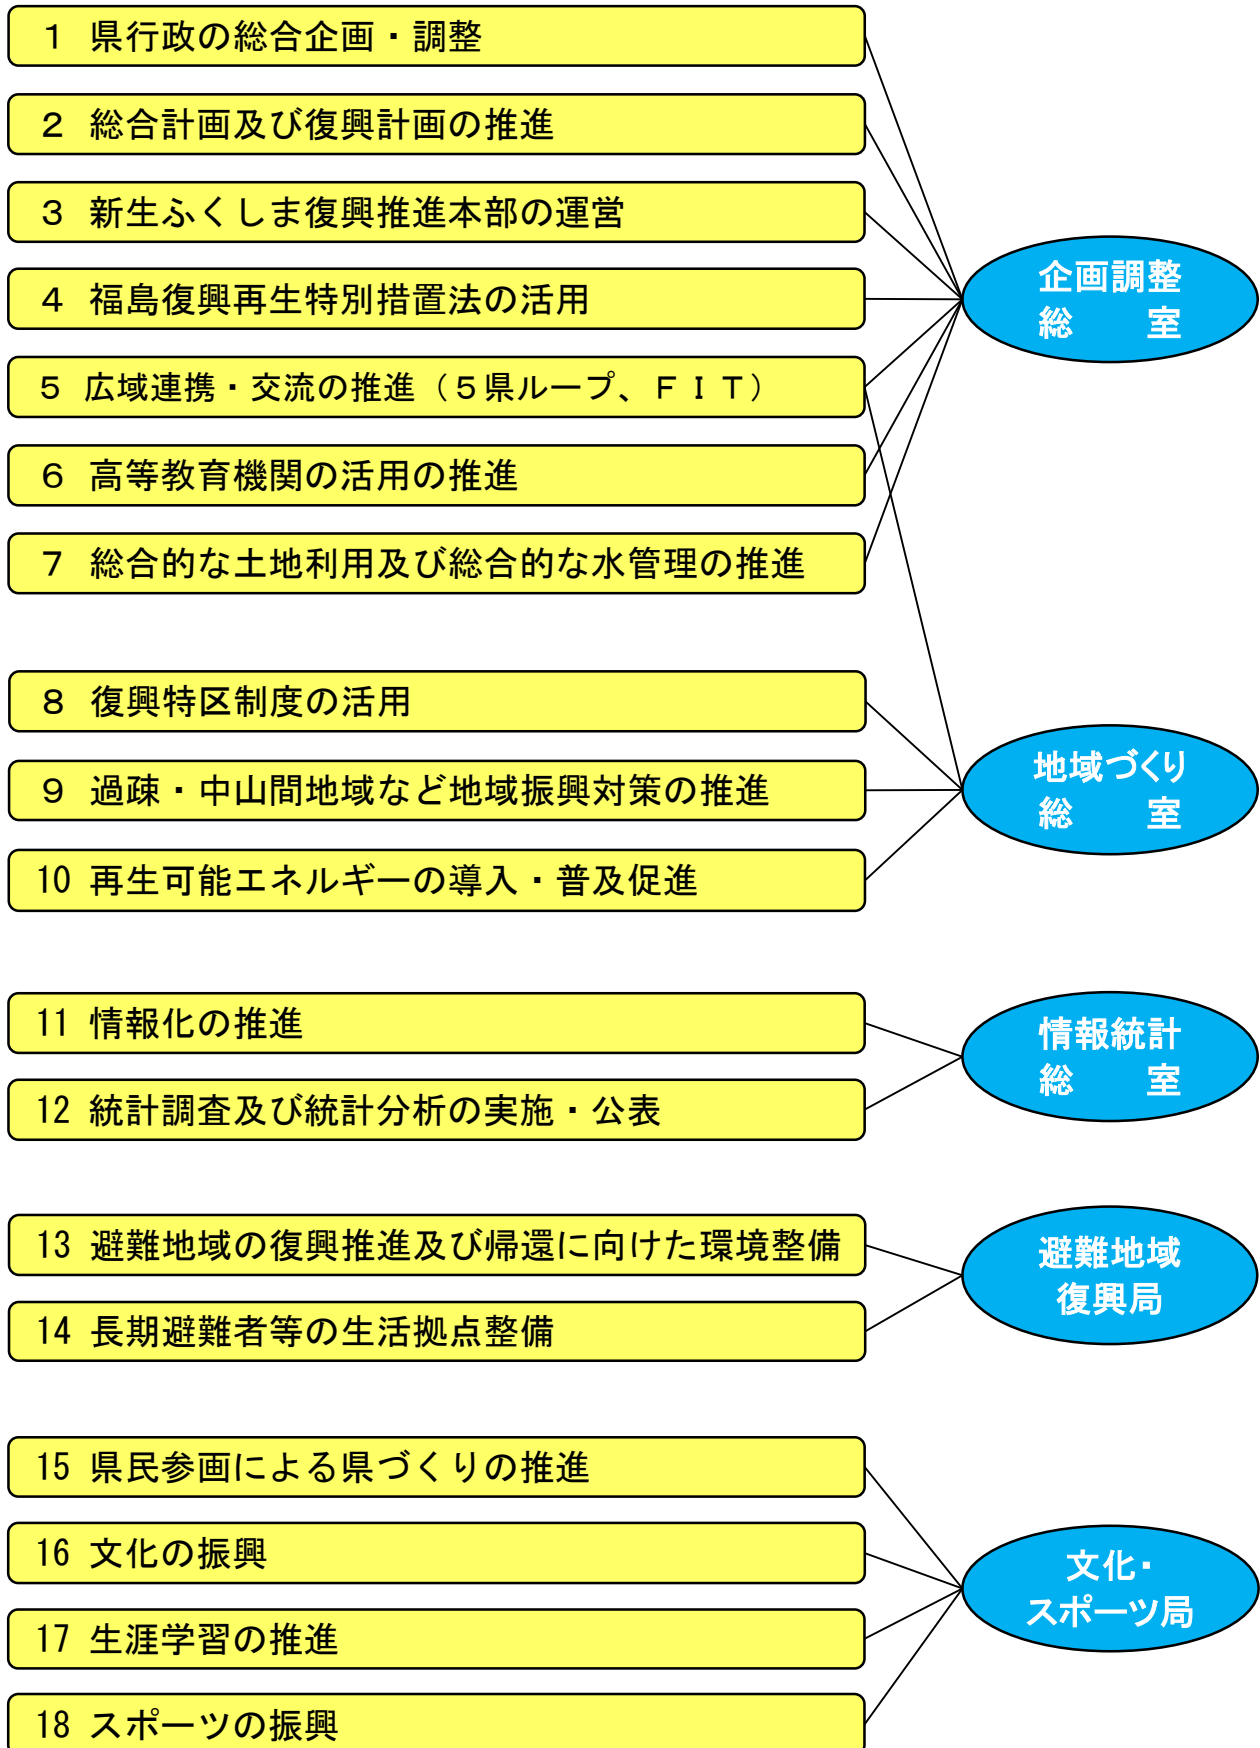 １ 県行政の総合企画・調整
２ 総合計画及び復興計画の推進
３ 新生ふくしま復興推進本部の運営
４ 福島復興再生特別措置法の活用
５ 広域連携・交流の推進（５県ループ、ＦＩＴ）
６ 高等教育機関の活用の推進
７ 総合的な土地利用及び総合的な水管理の推進
企画調整
総　　室
８ 復興特区制度の活用
９ 過疎・中山間地域など地域振興対策の推進
10 再生可能エネルギーの導入・普及促進
地域づくり
総　　室
11 情報化の推進
12 統計調査及び統計分析の実施・公表
情報統計
総　　室
13 避難地域の復興推進及び帰還に向けた環境整備
14 長期避難者等の生活拠点整備
避難地域
復興局
15 県民参画による県づくりの推進
16 文化の振興
17 生涯学習の推進
18 スポーツの振興
文化・
スポーツ局